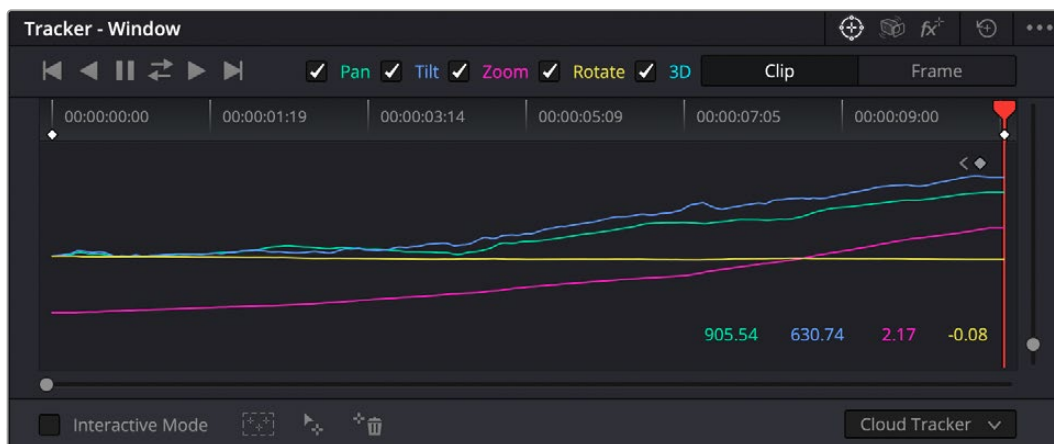 Tracker - Window
fx
Pan Tilt Zoom Rotate 3D Clip Frame
00:00:00:00 00:00:01:19 00:00:03:14 00:00:05:09 00:00:07:05 00:00:09:00
905.54 630.74 2.17 -0.08
Interactive Mode Cloud Tracker